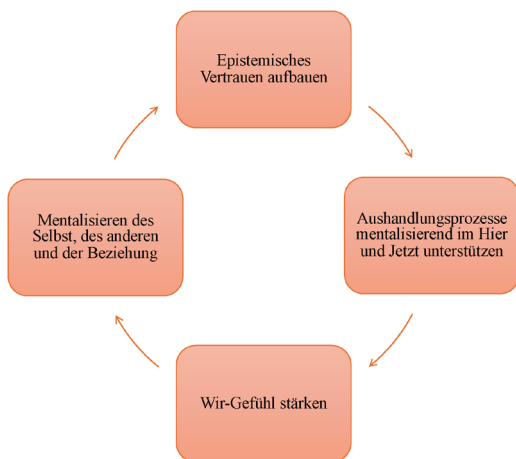 Epistemisches
Vertrauen aufbauen
Aushandlungsprozesse
mentalisierend im Hier
und Jetzt unterstützen
Wir-Gefühl stärken
Mentalisieren des
Selbst, des anderen
und der Beziehung